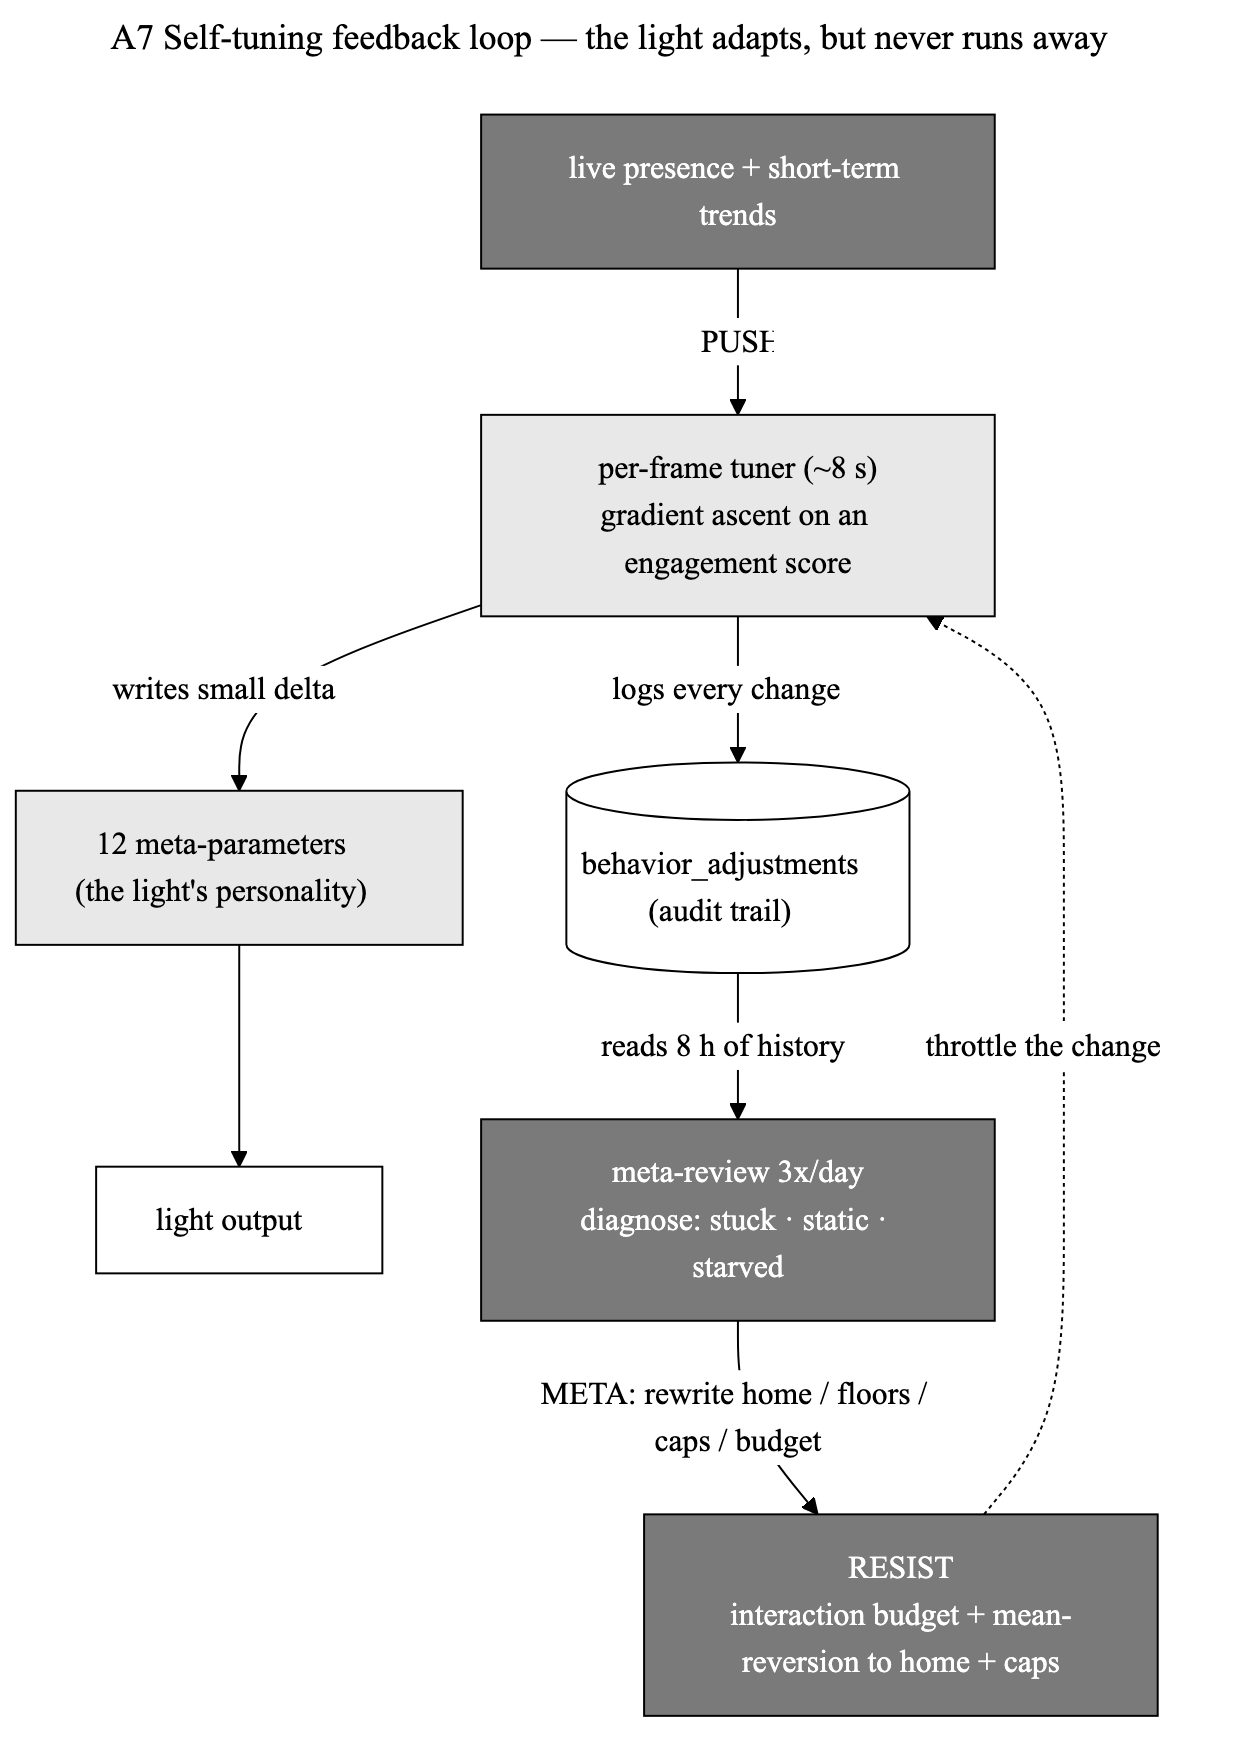 A7 Self-tuning feedback loop — the light adapts, but never runs away
live presence + short-term
trends
PUSH
per-frame tuner (~8 s)
gradient ascent on an
engagement score
writes small delta
logs every change
12 meta-parameters
(the light's personality)
behavior_adjustments
(audit trail)
reads 8 h of history
throttle the change
meta-review 3x/day
diagnose: stuck · static ·
starved
light output
META: rewrite home / floors /
caps / budget
RESIST
interaction budget + mean-
reversion to home + caps